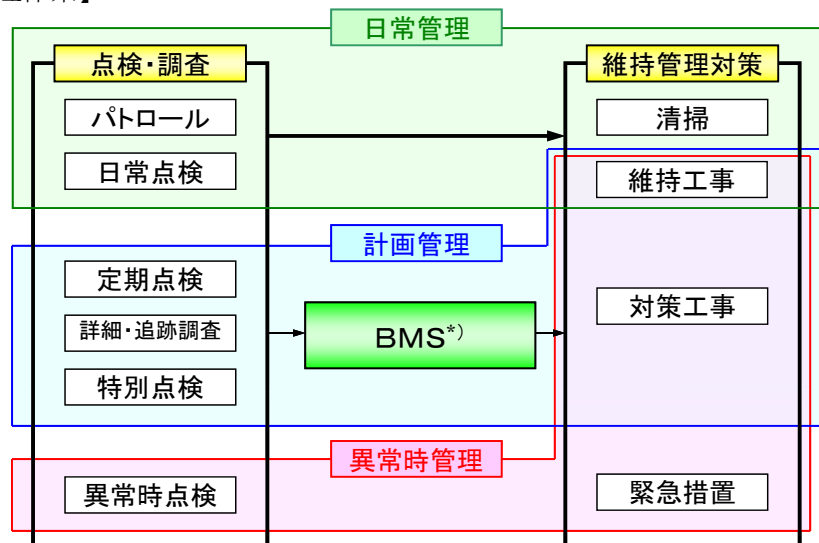 日常管理
点検・調査
維持管理対策
パトロール
清掃
日常点検
維持工事
計画管理
定期点検
対策工事
詳細・追跡調査
BMS*)
特別点検
異常時管理
異常時点検
緊急措置